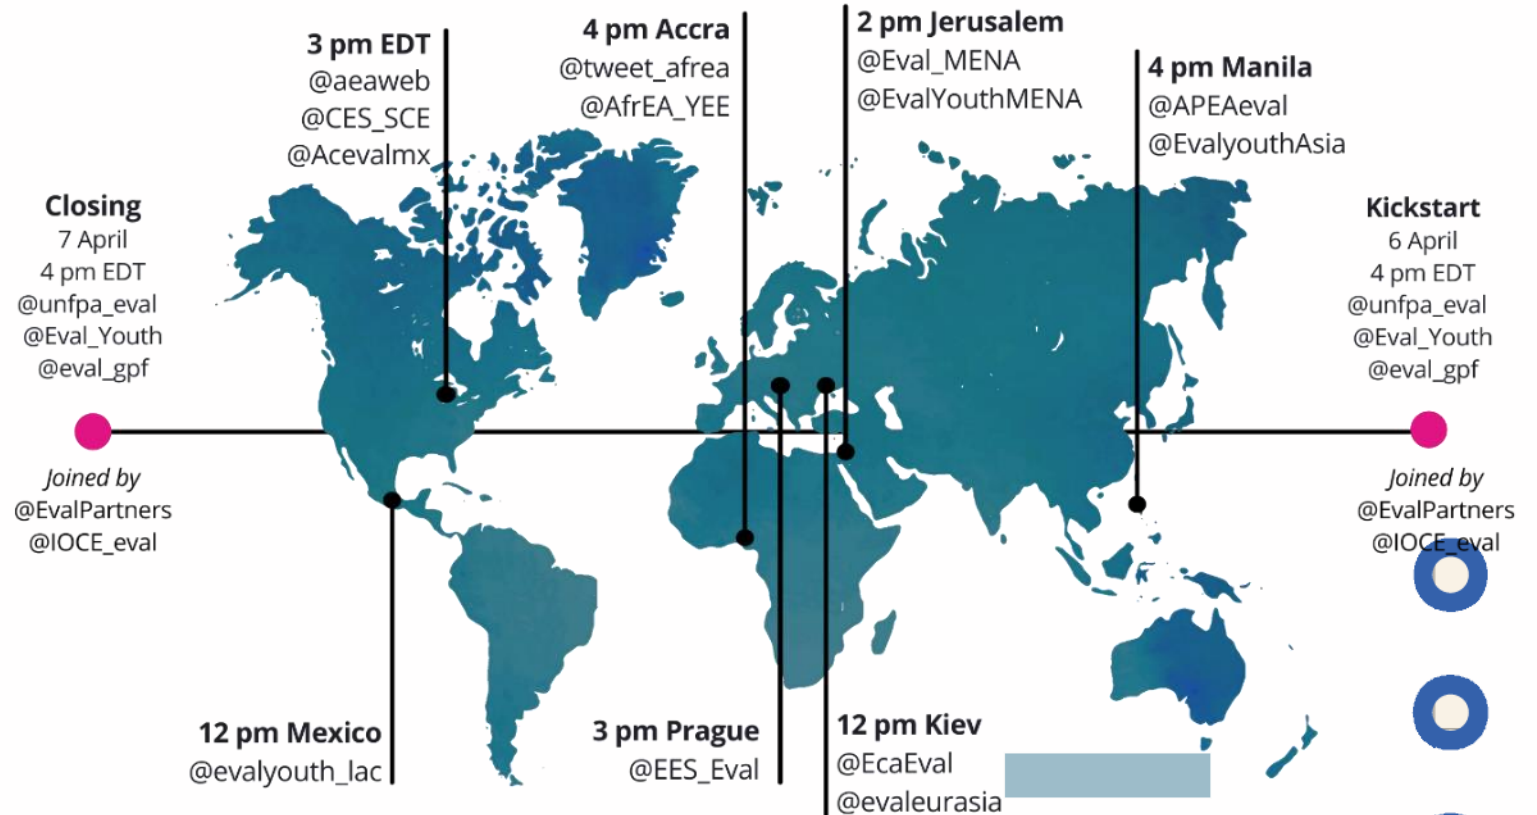 3 pm EDT
@aeaweb
@CES_SCE
@Acevalmx
4 pm Accra
@tweet_afrea
@AfrEA_YEE
2 pm Jerusalem
@Eval_MENA
@EvalYouthMENA
4 pm Manila
@APEAeval
@EvalyouthAsia
Closing
7 April
4 pm EDT
@unfpa_eval
@Eval_Youth
@eval_gpf
Joined by
@EvalPartners
@IOCE_eval
Kickstart
6 April
4 pm EDT
@unfpa_eval
@Eval_Youth
@eval_gpf
Joined by
@EvalPartners
@IOCE_eval
12 pm Mexico
@evalyouth_lac
3 pm Prague
@EES_Eval
12 pm Kiev
@EcaEval
@evaleurasia